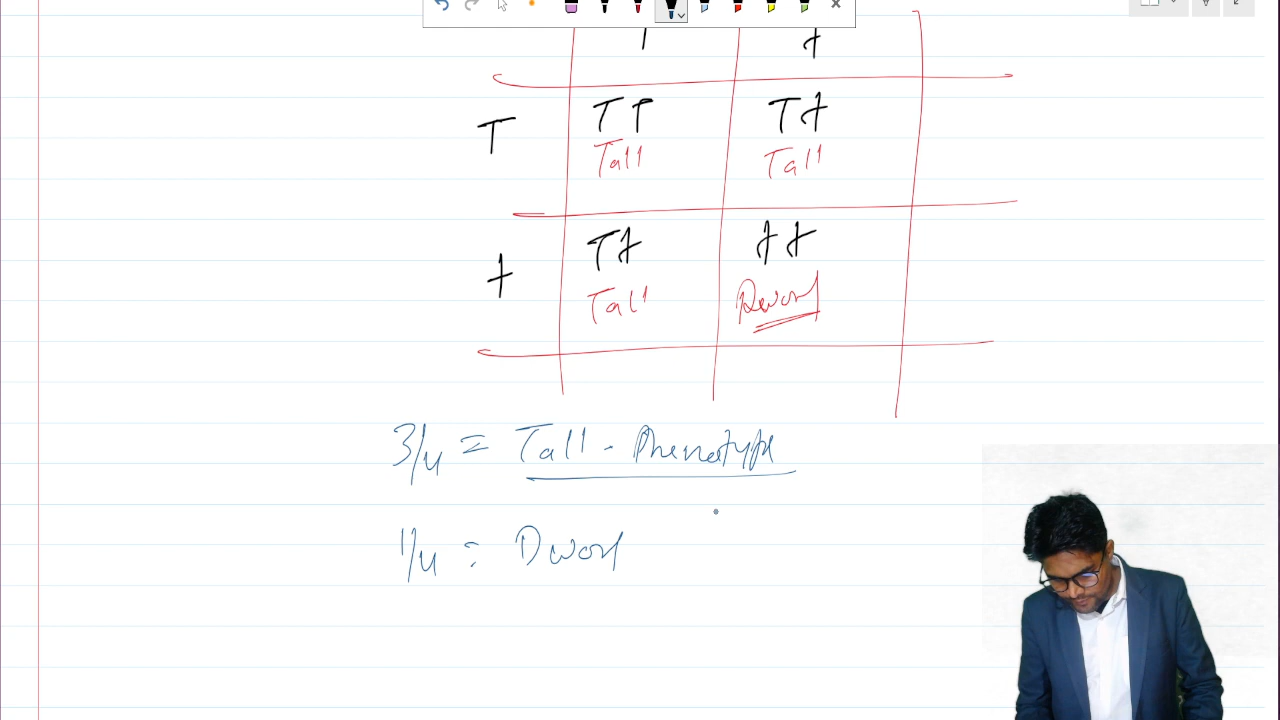 T t
T TT Tt
Tall Tall
t Tt tt
Tall Dwarf
3/4 = Tall - Phenotype
1/4 = Dwarf